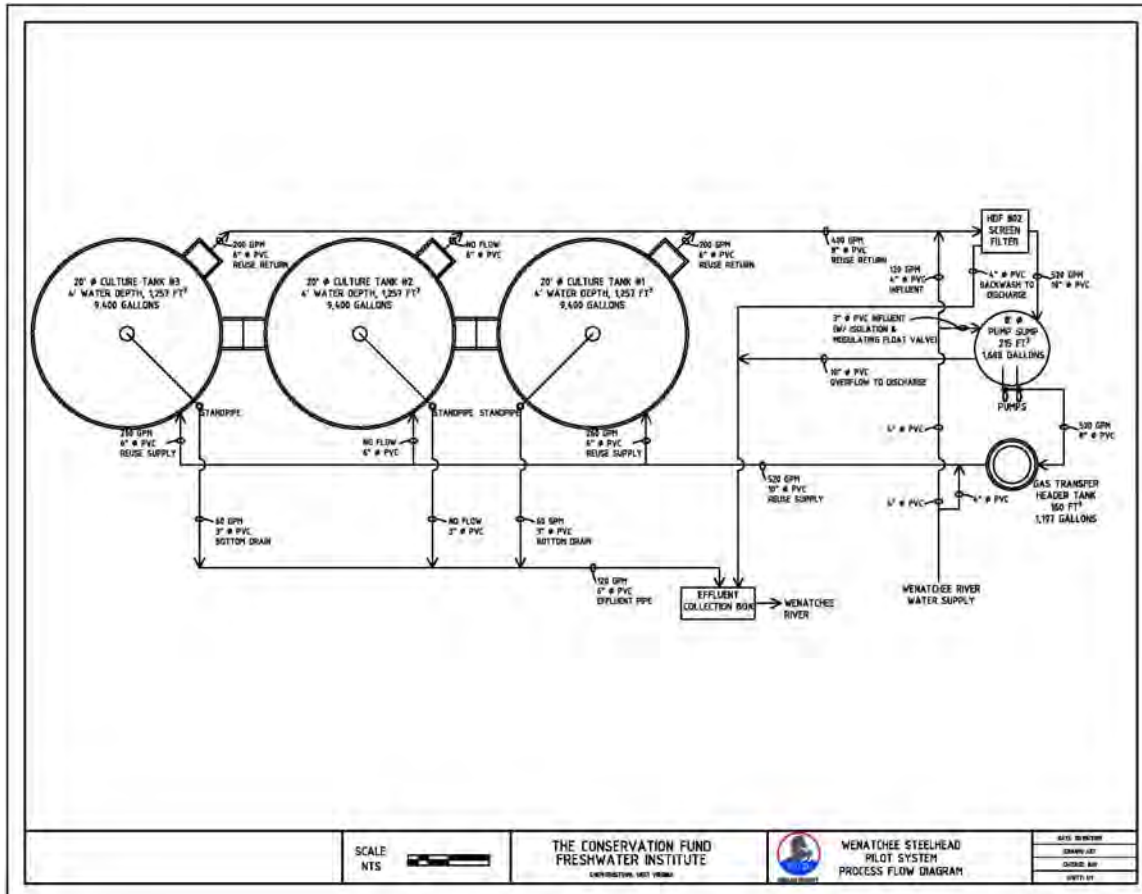 HDF 802
SCREEN
FILTER
200 GPM
6" Ø PVC
REUSE RETURN
NO FLOW
6" Ø PVC
200 GPM
6" Ø PVC
REUSE RETURN
400 GPM
8" Ø PVC
REUSE RETURN
120 GPM
4" Ø PVC
INFLUENT
4" Ø PVC
BACKWASH TO
DISCHARGE
520 GPM
10" Ø PVC
20' Ø CULTURE TANK #3
4' WATER DEPTH, 1,257 FT³
9,400 GALLONS
20' Ø CULTURE TANK #2
4' WATER DEPTH, 1,257 FT³
9,400 GALLONS
20' Ø CULTURE TANK #1
4' WATER DEPTH, 1,257 FT³
9,400 GALLONS
3" Ø PVC INFLUENT
(W/ ISOLATION &
MODULATING FLOAT VALVE)
8' Ø
PUMP SUMP
215 FT³
GALLONS
10" Ø PVC
OVERFLOW TO DISCHARGE
PUMPS
STANDPIPE
STANDPIPE
STANDPIPE
GPM
6" Ø PVC
REUSE SUPPLY
NO FLOW
6" Ø PVC
260 GPM
6" Ø PVC
REUSE SUPPLY
Ø PVC
520 GPM
8" Ø PVC
520 GPM
10" Ø PVC
REUSE SUPPLY
GAS TRANSFER
HEADER TANK
160 FT³
1,197 GALLONS
Ø PVC
Ø PVC
60 GPM
3" Ø PVC
BOTTOM DRAIN
NO FLOW
3" Ø PVC
60 GPM
3" Ø PVC
BOTTOM DRAIN
120 GPM
6" Ø PVC
EFFLUENT PIPE
EFFLUENT
COLLECTION BOX
WENATCHEE
RIVER
WENATCHEE RIVER
WATER SUPPLY
SCALE
NTS
THE CONSERVATION FUND
FRESHWATER INSTITUTE
SHEPHERDSTOWN, WEST VIRGINIA
WENATCHEE STEELHEAD
PILOT SYSTEM
PROCESS FLOW DIAGRAM